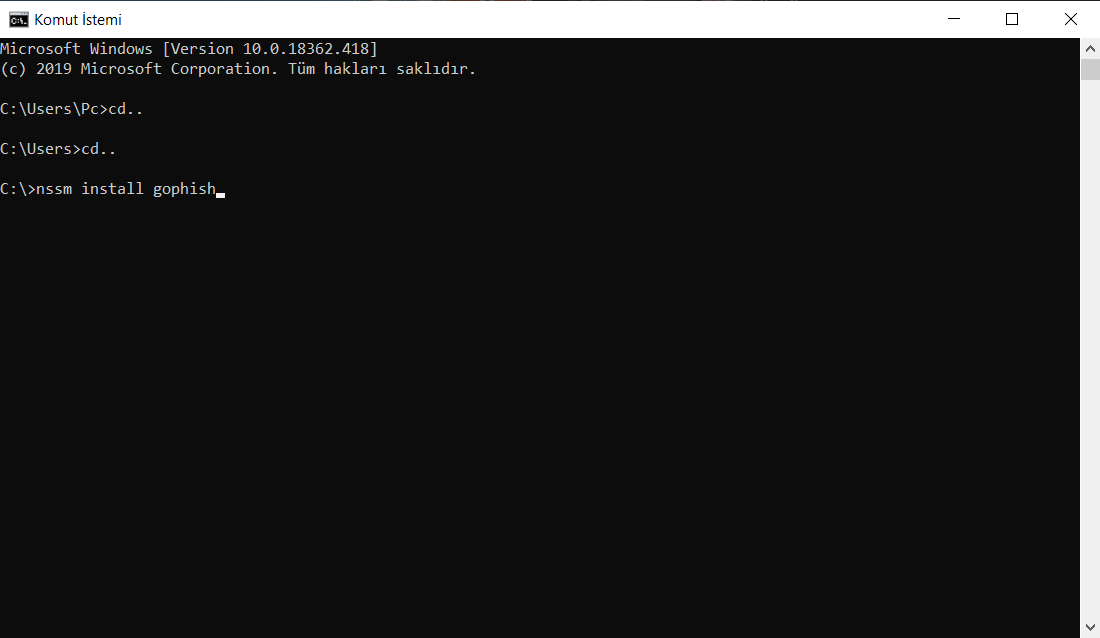 Komut İstemi
Microsoft Windows [Version 10.0.18362.418]
(c) 2019 Microsoft Corporation. Tüm hakları saklıdır.
C:\Users\Pc>cd..
C:\Users>cd..
C:\>nssm install gophish